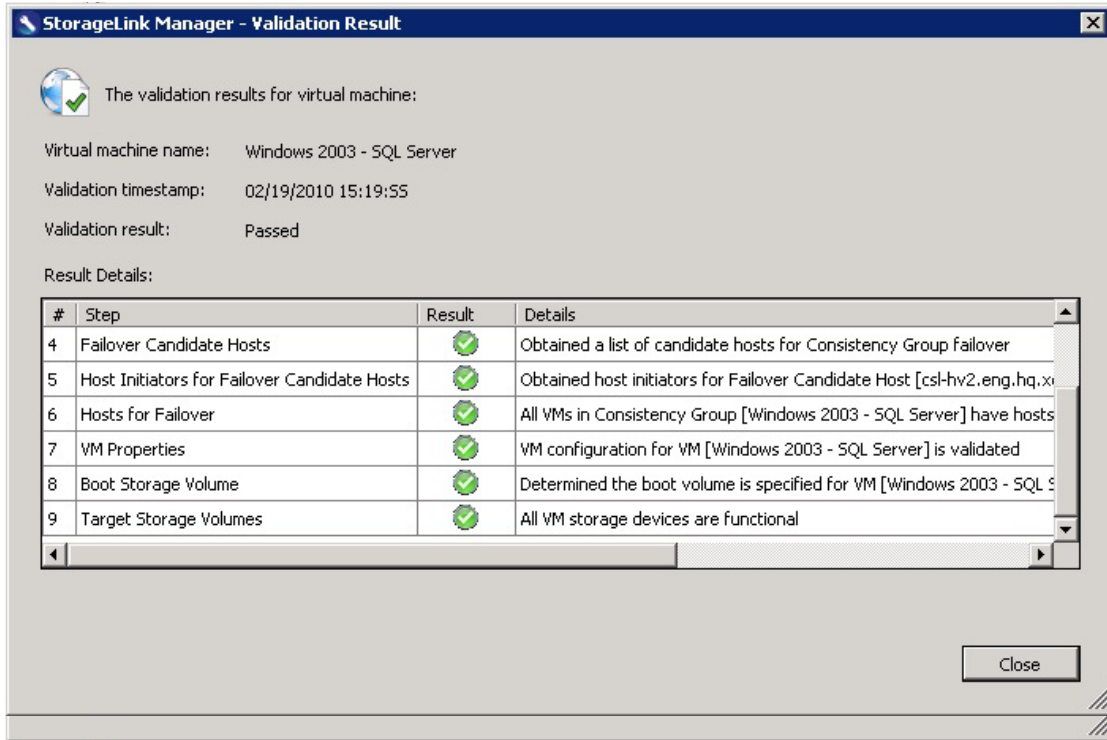 StorageLink Manager - Validation Result
The validation results for virtual machine:
Virtual machine name: Windows 2003 - SQL Server
Validation timestamp: 02/19/2010 15:19:55
Validation result: Passed
Result Details:
# Step Result Details
4 Failover Candidate Hosts Obtained a list of candidate hosts for Consistency Group failover
5 Host Initiators for Failover Candidate Hosts Obtained host initiators for Failover Candidate Host [csl-hv2.eng.hq.x
6 Hosts for Failover All VMs in Consistency Group [Windows 2003 - SQL Server] have hosts
7 VM Properties VM configuration for VM [Windows 2003 - SQL Server] is validated
8 Boot Storage Volume Determined the boot volume is specified for VM [Windows 2003 - SQL
9 Target Storage Volumes All VM storage devices are functional
Close